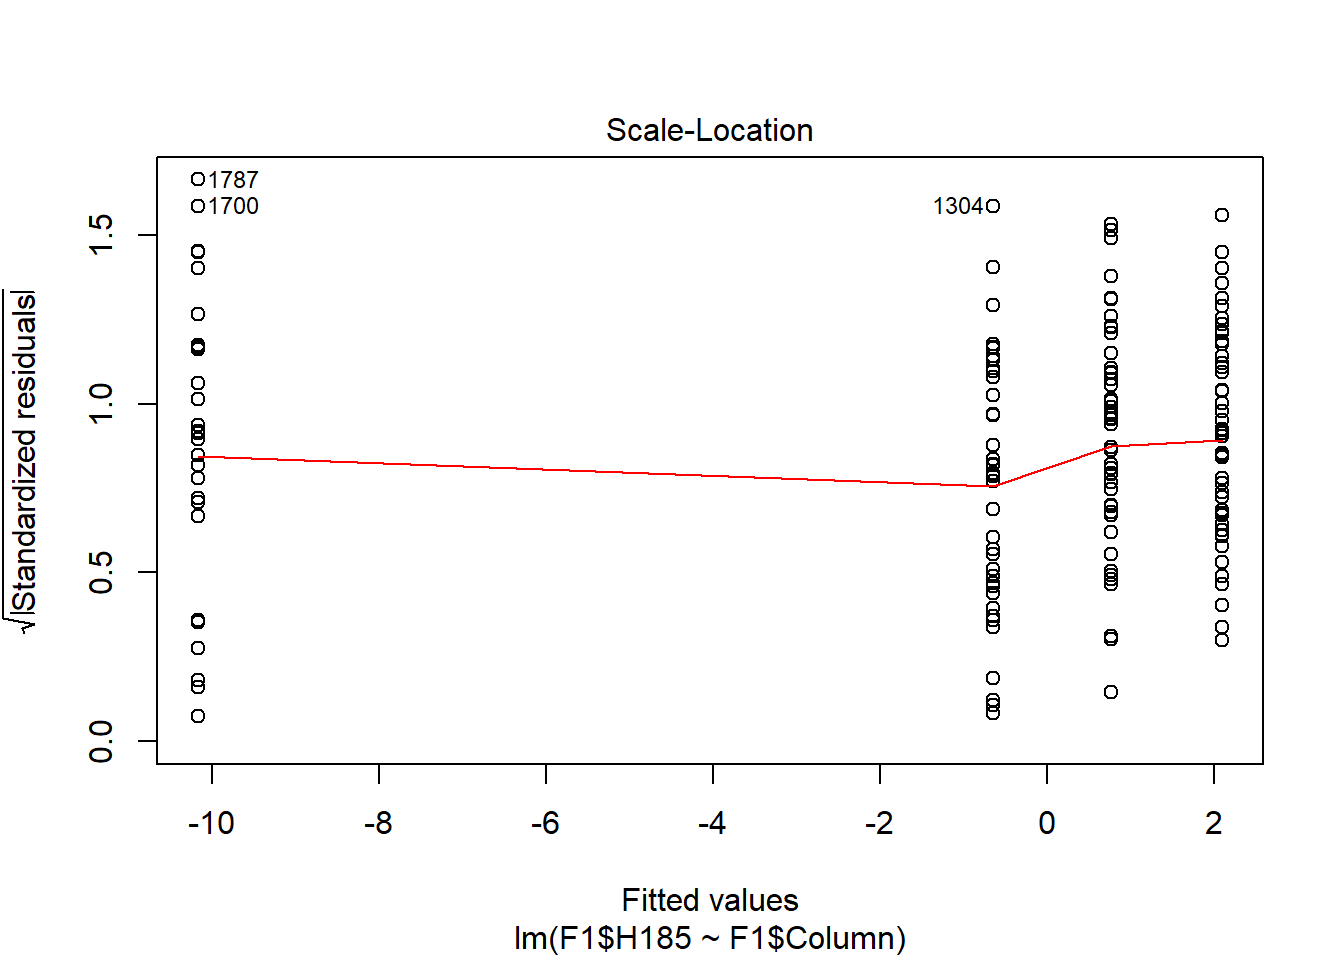 Scale-Location
√|Standardized residuals|
1.5
1.0
0.5
0.0
1787
1700
1304
-10 -8 -6 -4 -2 0 2
Fitted values
lm(F1$H185 ~ F1$Column)